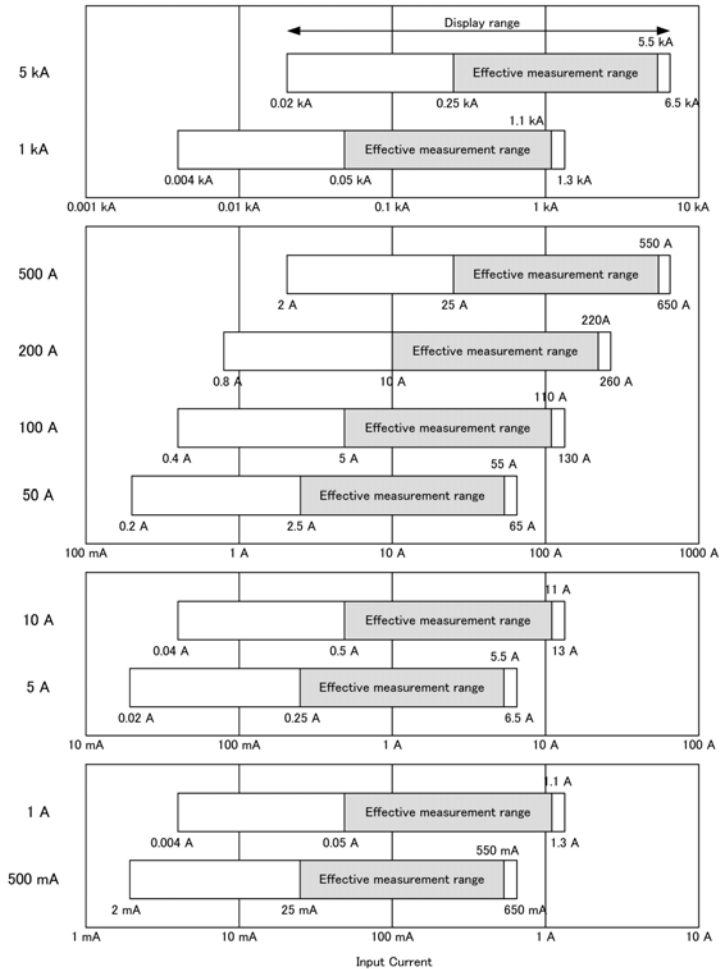 Display range
5.5 kA
5 kA
Effective measurement range
0.02 kA
0.25 kA
6.5 kA
1.1 kA
1 kA
Effective measurement range
0.004 kA
0.05 kA
1.3 kA
0.001 kA
0.01 kA
0.1 kA
1 kA
10 kA
550 A
500 A
Effective measurement range
2 A
25 A
650 A
220A
200 A
Effective measurement range
0.8 A
10 A
260 A
110 A
100 A
Effective measurement range
0.4 A
5 A
130 A
55 A
50 A
Effective measurement range
0.2 A
2.5 A
65 A
100 mA
1 A
10 A
100 A
1000 A
11 A
10 A
Effective measurement range
0.04 A
0.5 A
13 A
5.5 A
5 A
Effective measurement range
0.02 A
0.25 A
6.5 A
10 mA
100 mA
1 A
10 A
100 A
1.1 A
1 A
Effective measurement range
0.004 A
0.05 A
1.3 A
550 mA
500 mA
Effective measurement range
2 mA
25 mA
650 mA
1 mA
10 mA
100 mA
1 A
10 A
Input Current